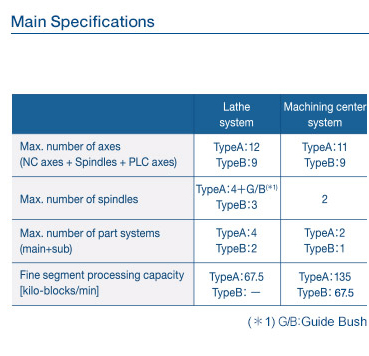 Main Specifications
Lathe system
Machining center system
Max. number of axes
(NC axes + Spindles + PLC axes)
TypeA:12
TypeB:9
TypeA:11
TypeB:9
Max. number of spindles
TypeA:4+G/B(*1)
TypeB:3
2
Max. number of part systems
(main+sub)
TypeA:4
TypeB:2
TypeA:2
TypeB:1
Fine segment processing capacity
[kilo-blocks/min]
TypeA:67.5
TypeB: —
TypeA:135
TypeB: 67.5
(*1) G/B:Guide Bush